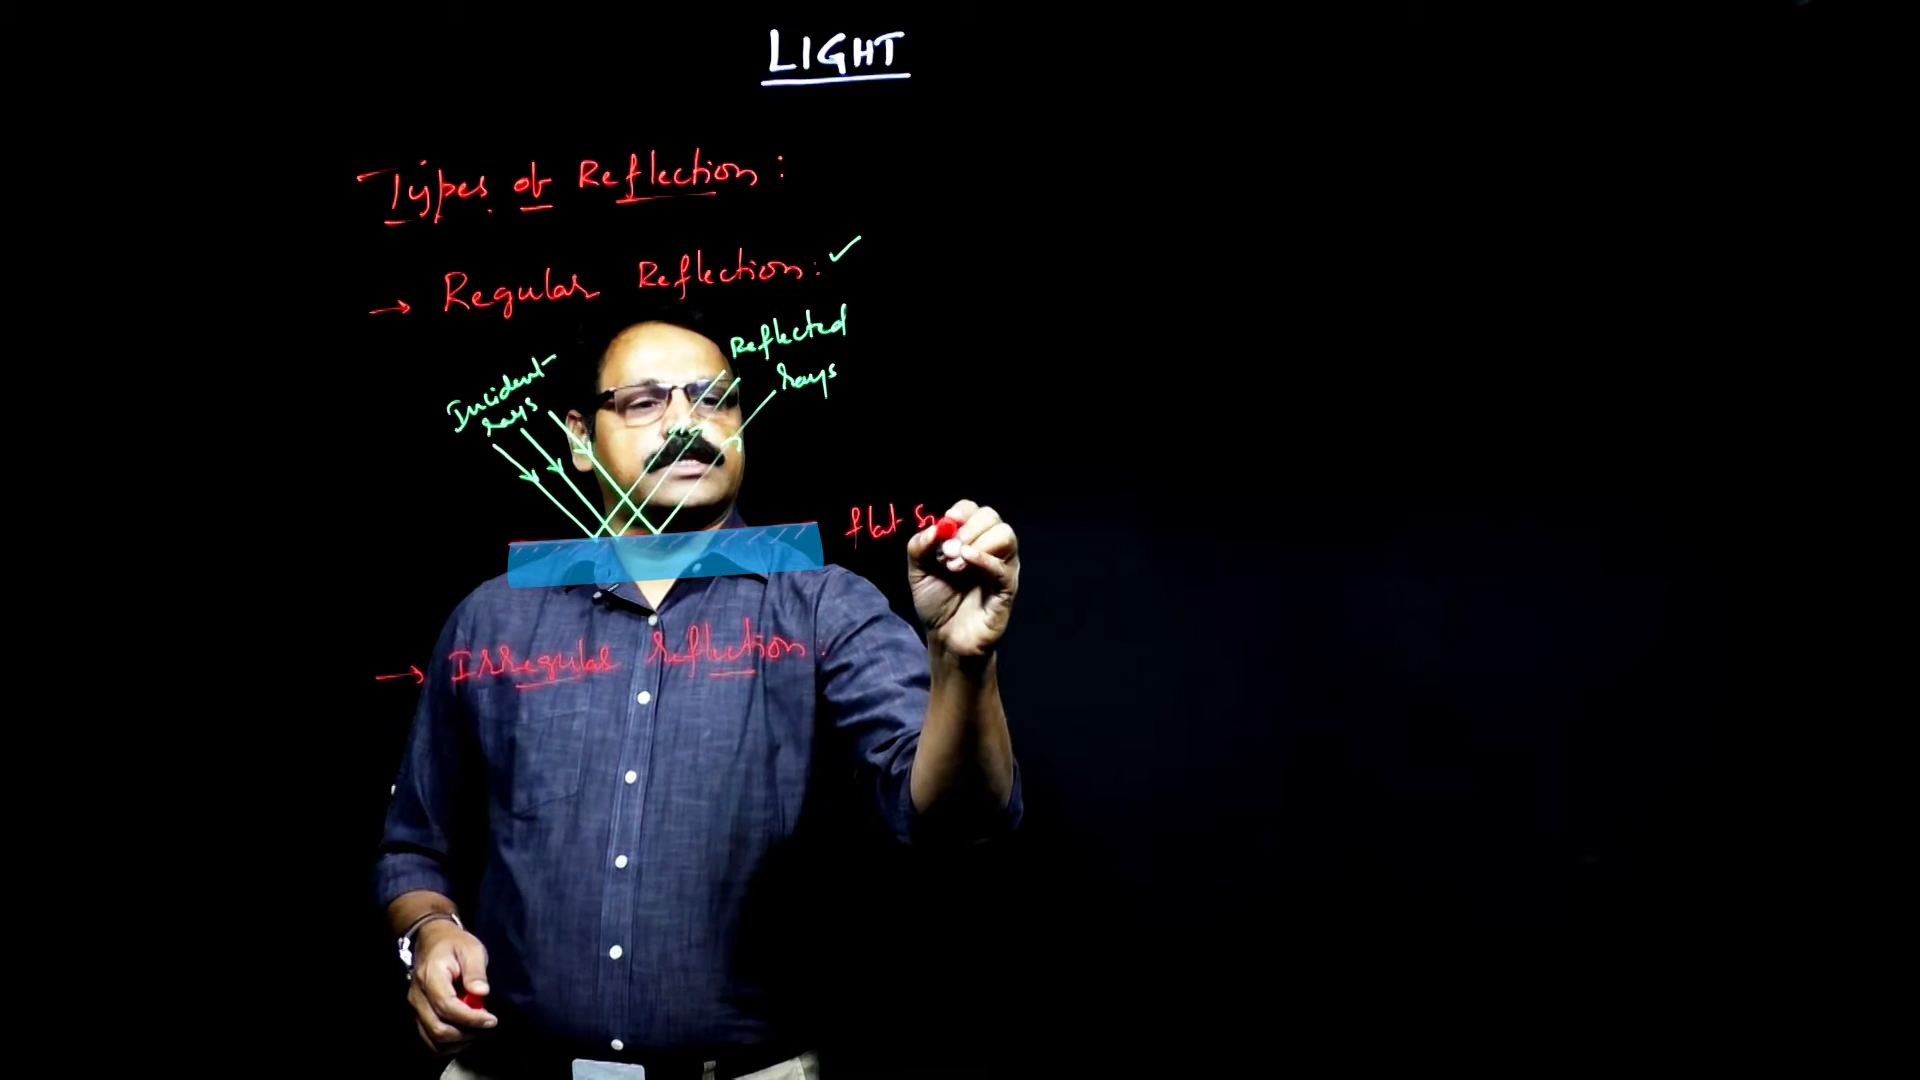 LIGHT
Types of Reflection:
→ Regular Reflection: ✓
Reflected
rays
Incident
rays
flat
→ Irregular reflection: